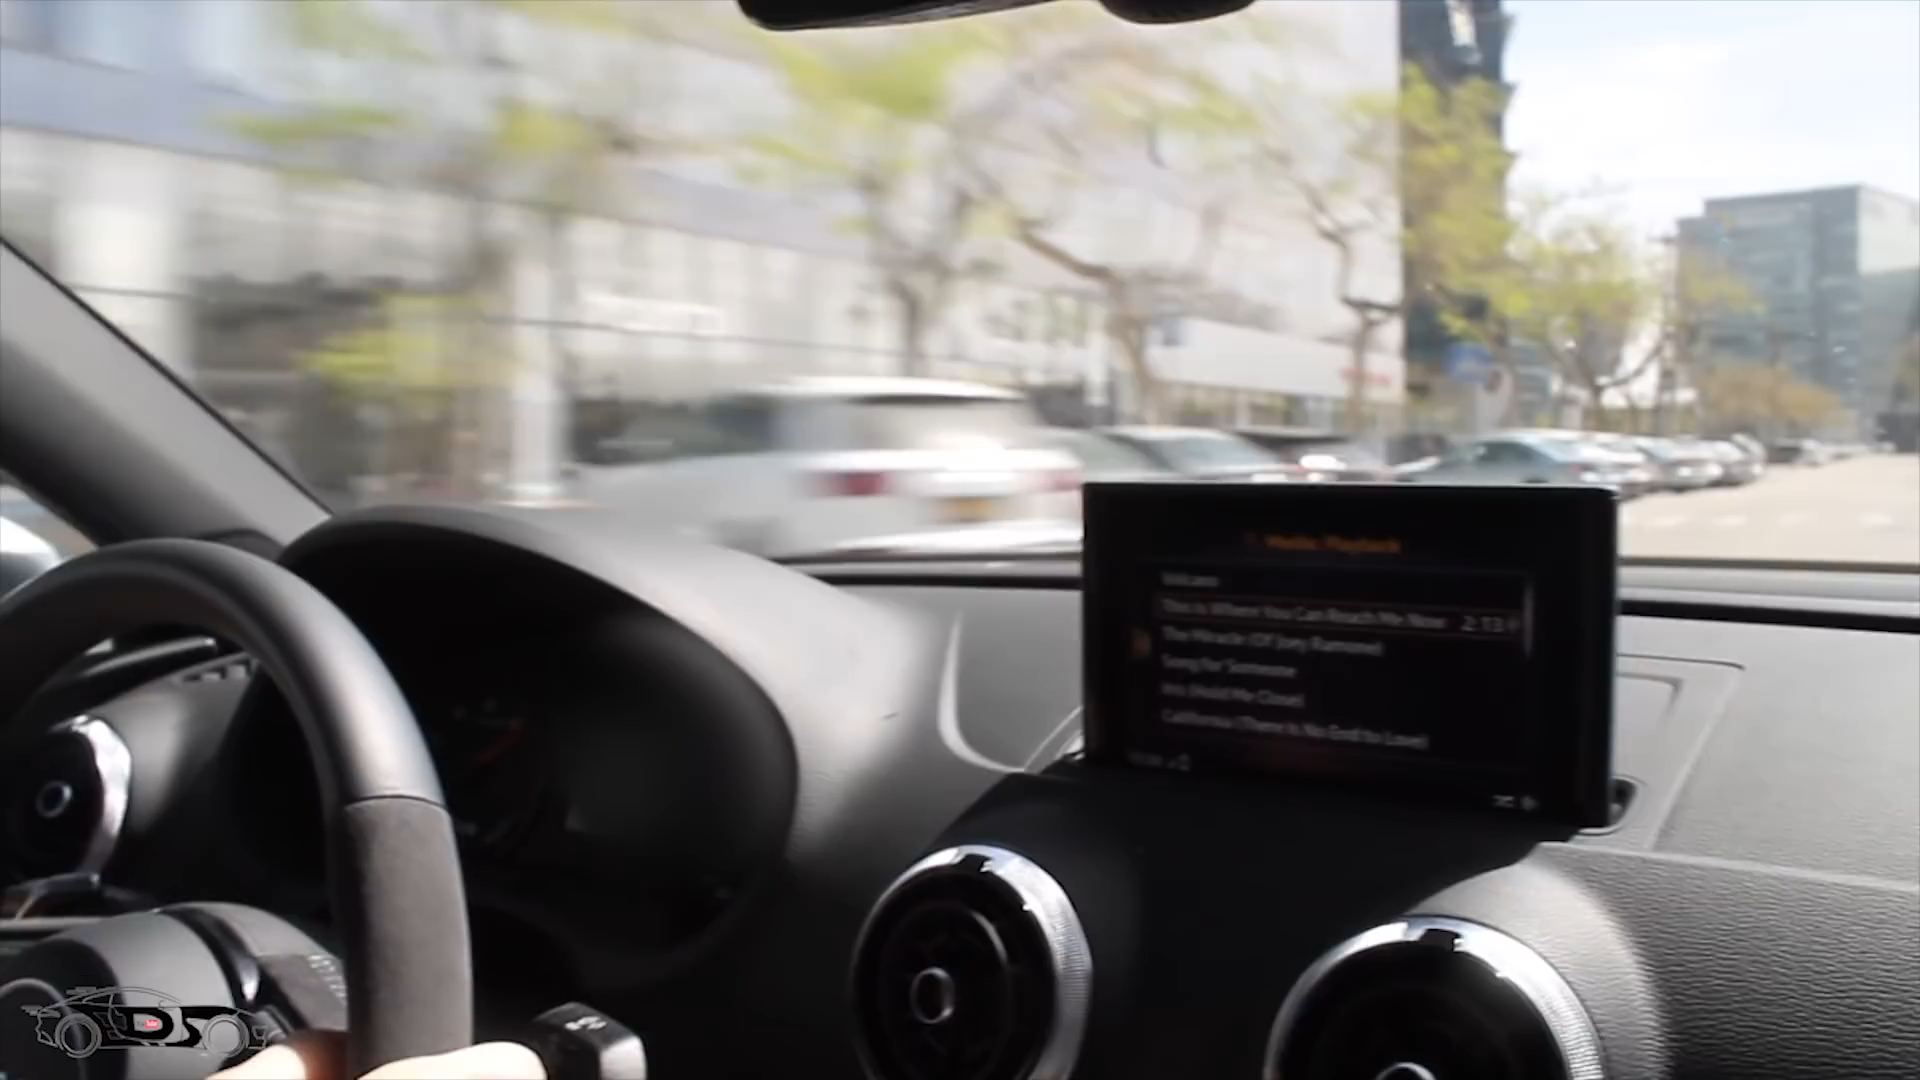 Media: Playback
Volcano
This Is Where You Can Reach Me Now 2:13
The Miracle (Of Joey Ramone)
Song for Someone
Iris (Hold Me Close)
California (There Is No End to Love)
DS